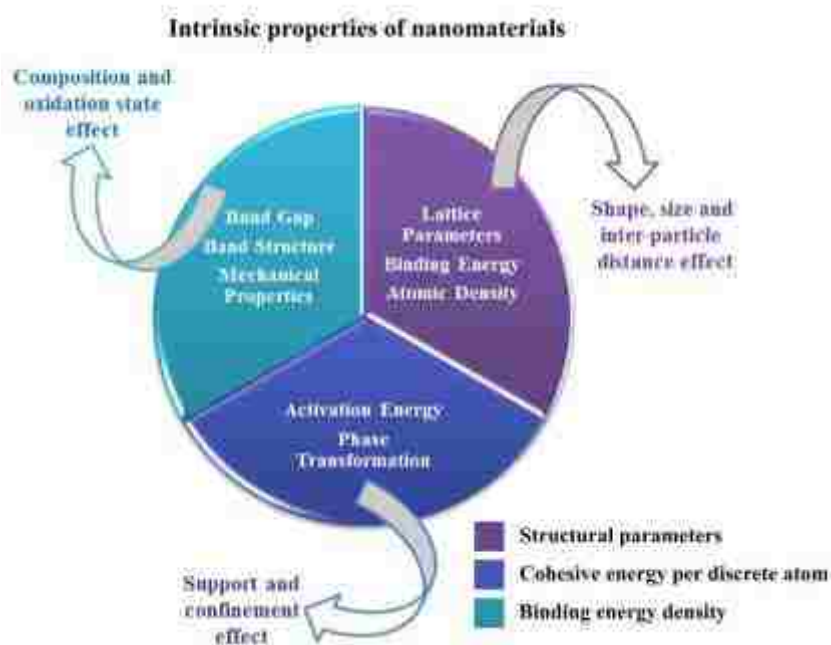 Intrinsic properties of nanomaterials
Composition and
oxidation state
effect
Shape, size and
inter-particle
distance effect
Band Gap
Band Structure
Mechanical
Properties
Lattice
Parameters
Binding Energy
Atomic Density
Activation Energy
Phase
Transformation
Support and
confinement
effect
Structural parameters
Cohesive energy per discrete atom
Binding energy density